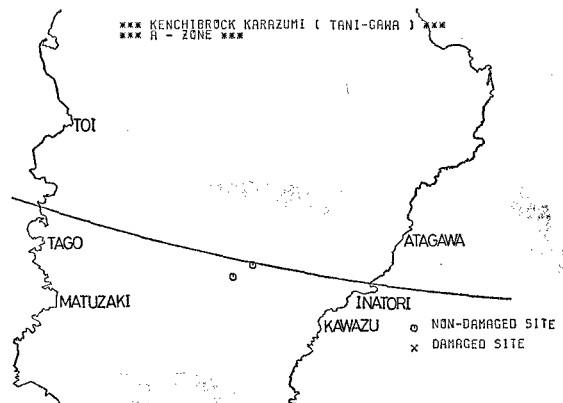 *** KENCHIBROCK KARAZUMI ( TANI-GAWA ) ***
*** A - ZONE ***
TOI
TAGO
ATAGAWA
MATUZAKI
INATORI
KAWAZU
NON-DAMAGED SITE
DAMAGED SITE